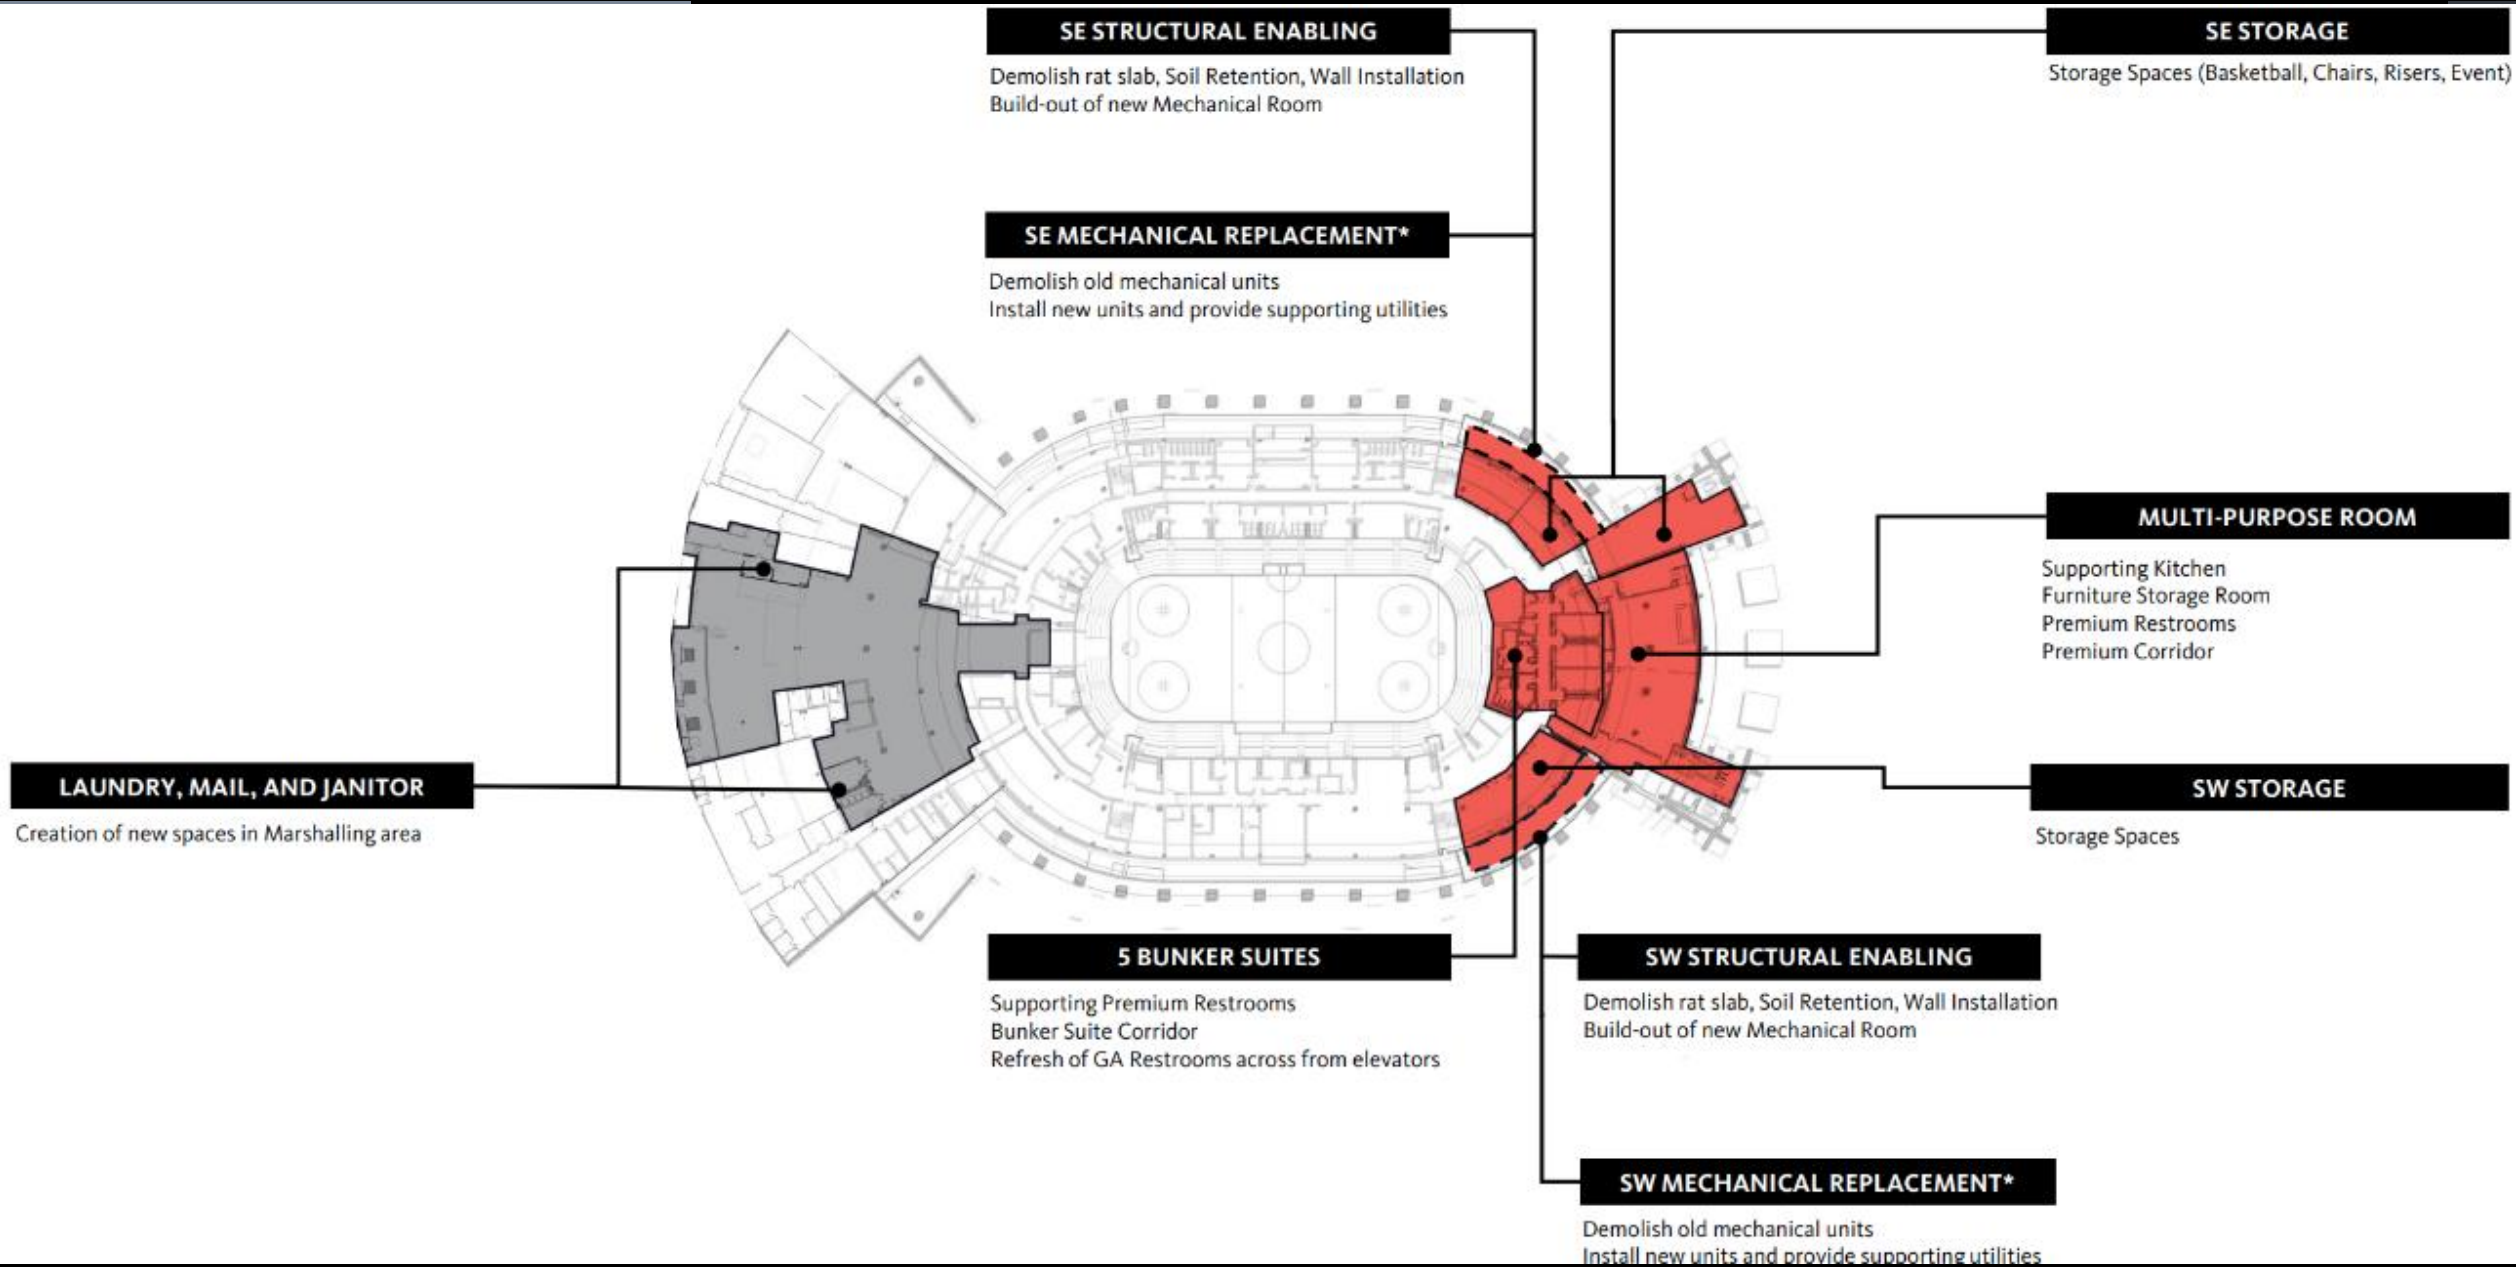 SE STRUCTURAL ENABLING
Demolish rat slab, Soil Retention, Wall Installation
Build-out of new Mechanical Room
SE STORAGE
Storage Spaces (Basketball, Chairs, Risers, Event)
SE MECHANICAL REPLACEMENT*
Demolish old mechanical units
Install new units and provide supporting utilities
MULTI-PURPOSE ROOM
Supporting Kitchen
Furniture Storage Room
Premium Restrooms
Premium Corridor
LAUNDRY, MAIL, AND JANITOR
Creation of new spaces in Marshalling area
SW STORAGE
Storage Spaces
5 BUNKER SUITES
Supporting Premium Restrooms
Bunker Suite Corridor
Refresh of GA Restrooms across from elevators
SW STRUCTURAL ENABLING
Demolish rat slab, Soil Retention, Wall Installation
Build-out of new Mechanical Room
SW MECHANICAL REPLACEMENT*
Demolish old mechanical units
Install new units and provide supporting utilities